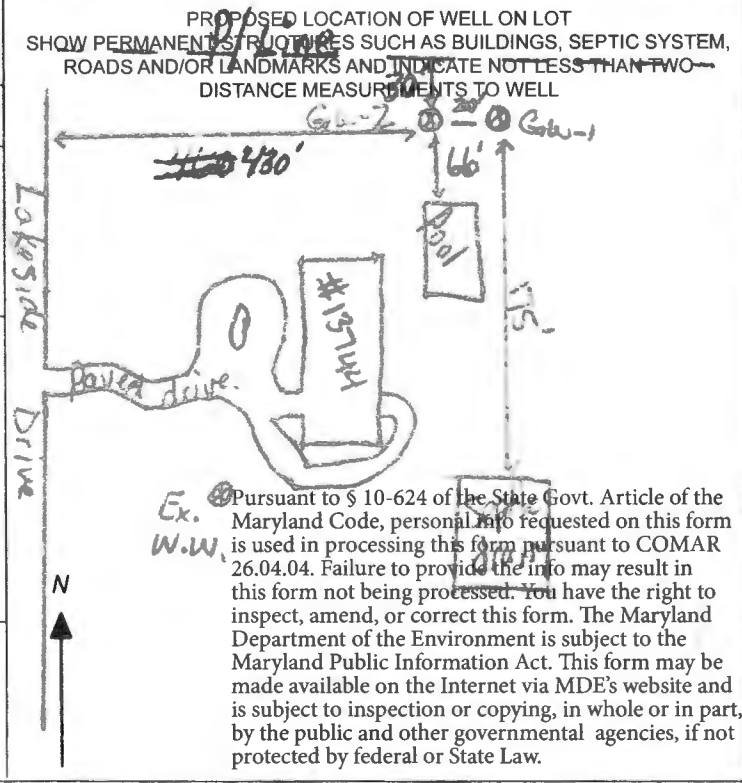 PROPOSED LOCATION OF WELL ON LOT
P/Line
SHOW PERMANENT STRUCTURES SUCH AS BUILDINGS, SEPTIC SYSTEM,
ROADS AND/OR LANDMARKS AND INDICATE NOT LESS THAN TWO
DISTANCE MEASUREMENTS TO WELL
30'
GW-2
20'
GW-1
430'
66'
Pool
Lakeside Drive
#13744
175'
paved drive.
Ex.
W.W.
N
Pursuant to § 10-624 of the State Govt. Article of the
Maryland Code, personal info requested on this form
is used in processing this form pursuant to COMAR
26.04.04. Failure to provide the info may result in
this form not being processed. You have the right to
inspect, amend, or correct this form. The Maryland
Department of the Environment is subject to the
Maryland Public Information Act. This form may be
made available on the Internet via MDE's website and
is subject to inspection or copying, in whole or in part,
by the public and other governmental agencies, if not
protected by federal or State Law.